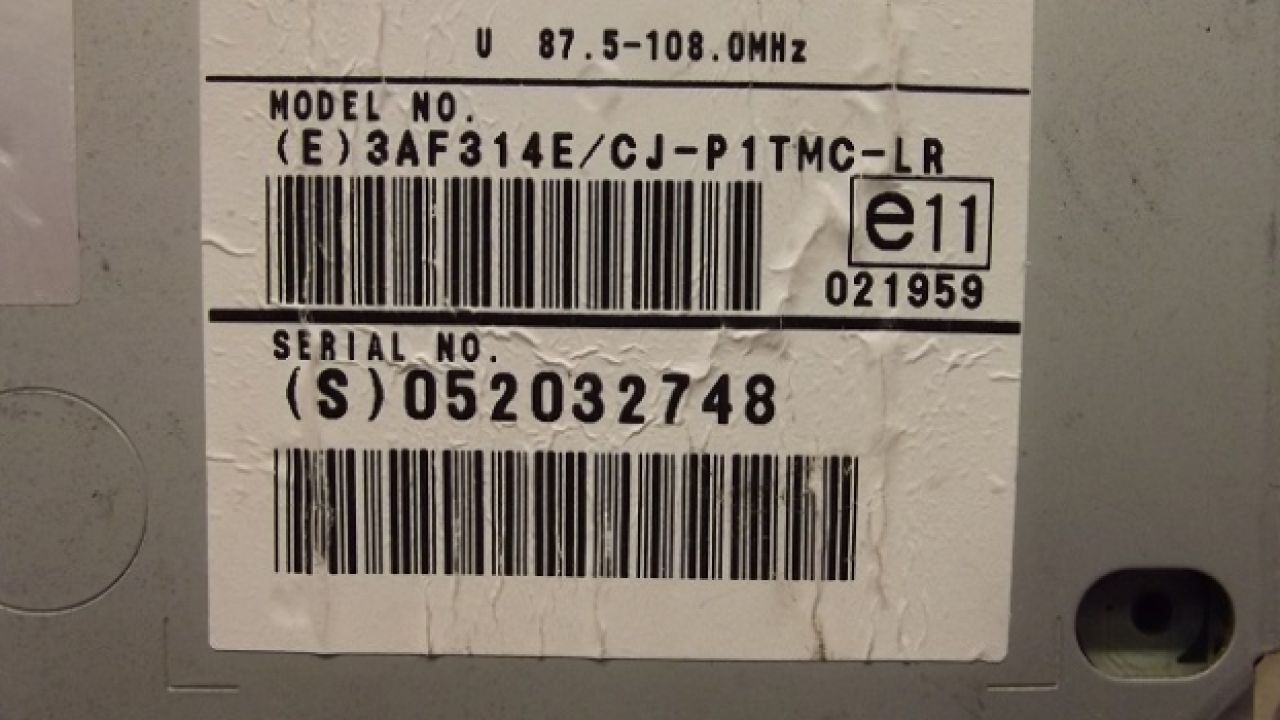 U 87.5-108.0MHz
MODEL NO.
(E)3AF314E/CJ-P1TMC-LR
e11
021959
SERIAL NO.
(S)052032748